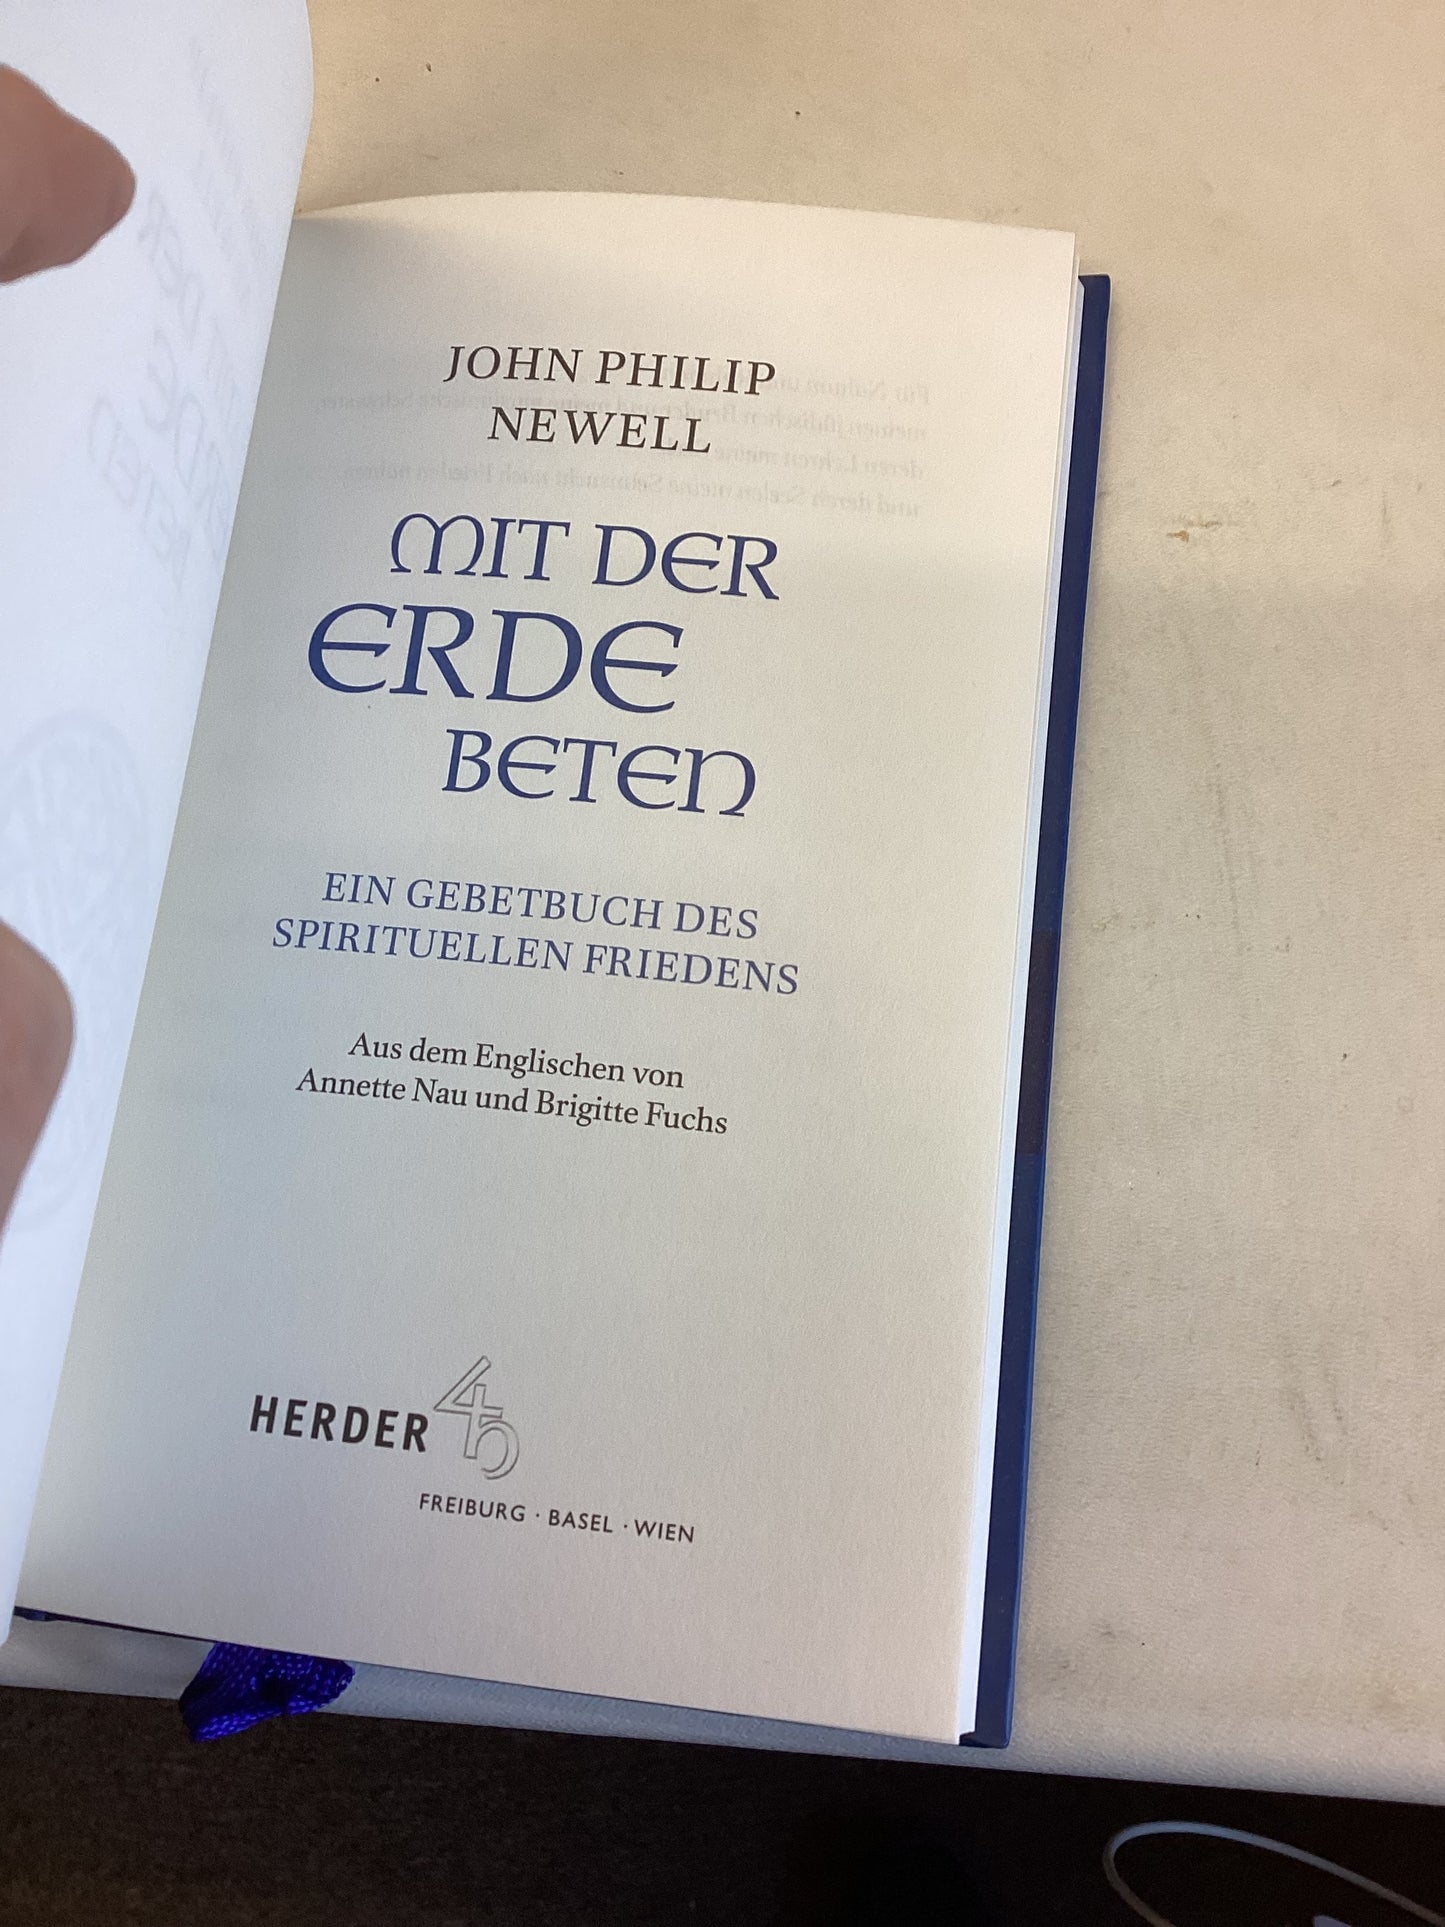 JOHN PHILIP
NEWELL
MIT DER
ERDE
BETEN
EIN GEBETBUCH DES
SPIRITUELLEN FRIEDENS
Aus dem Englischen von
Annette Nau und Brigitte Fuchs
HERDER
FREIBURG · BASEL · WIEN